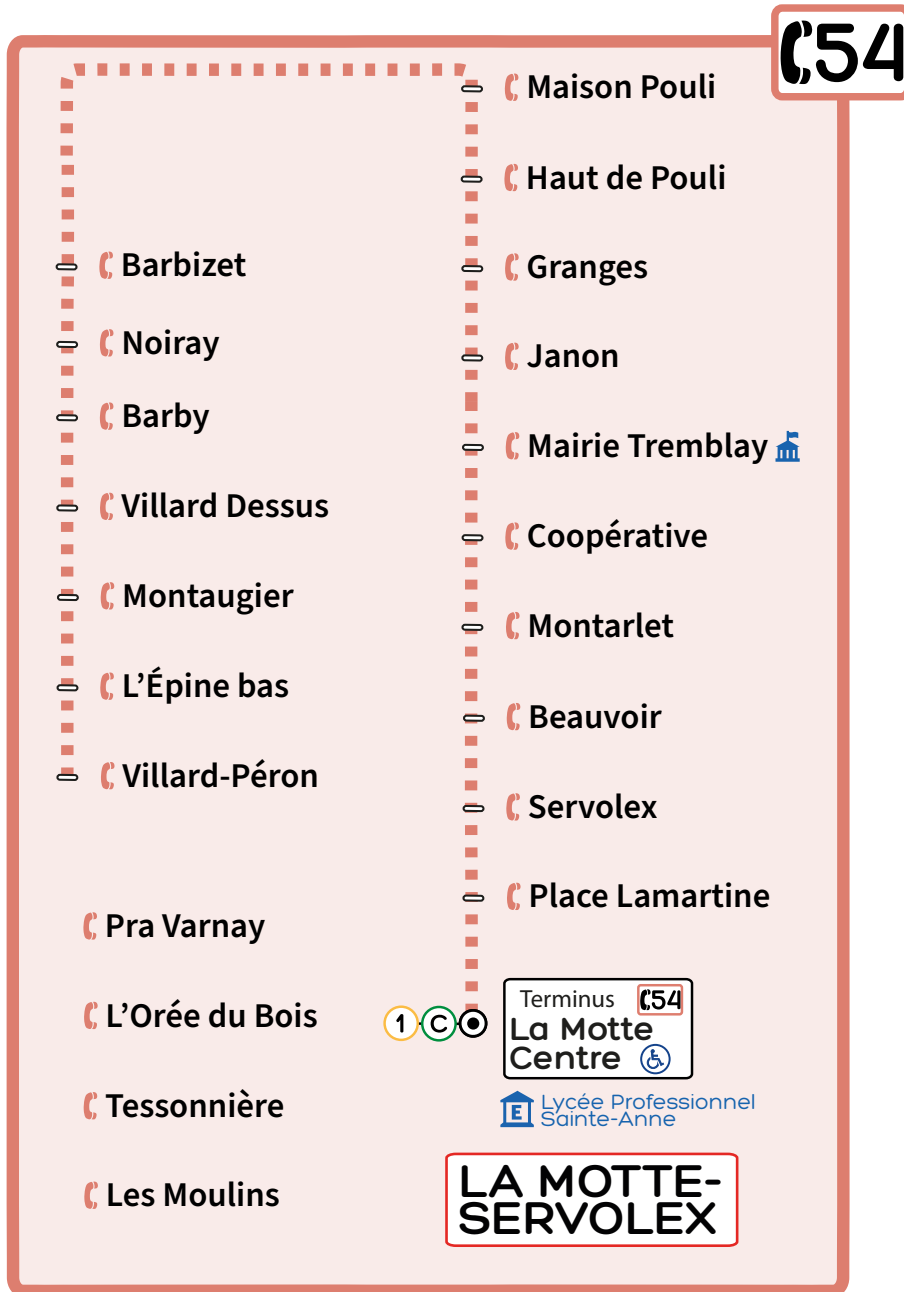 54
Barbizet
Noiray
Barby
Villard Dessus
Montaugier
L'Épine bas
Villard-Péron
Pra Varnay
L'Orée du Bois
Tessonnière
Les Moulins
Maison Pouli
Haut de Pouli
Granges
Janon
Mairie Tremblay
Coopérative
Montarlet
Beauvoir
Servolex
Place Lamartine
1 C
Terminus 54
La Motte
Centre
E Lycée Professionnel
Sainte-Anne
LA MOTTE-
SERVOLEX